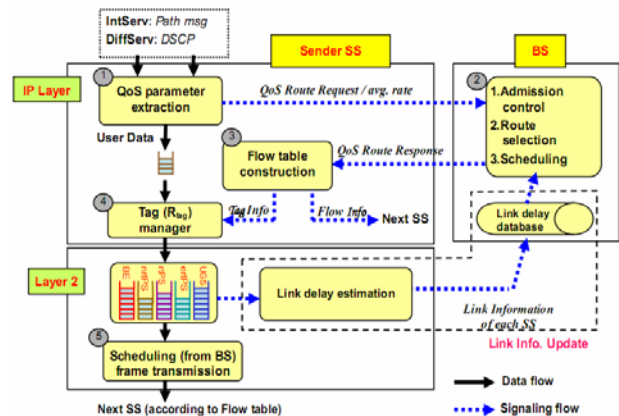 IntServ: Path msg
DiffServ: DSCP
Sender SS
BS
IP Layer
1
QoS parameter
extraction
QoS Route Request / avg. rate
2
1.Admission
control
2.Route
selection
3.Scheduling
User Data
3
Flow table
construction
QoS Route Response
4
Tag (Rtag)
manager
Tag Info
Flow Info
Next SS
Link delay
database
Layer 2
BE
nrtPS
rtPS
ertPS
UGS
Link delay estimation
Link Information
of each SS
Link Info. Update
5
Scheduling (from BS)
frame transmission
Data flow
Signaling flow
Next SS (according to Flow table)